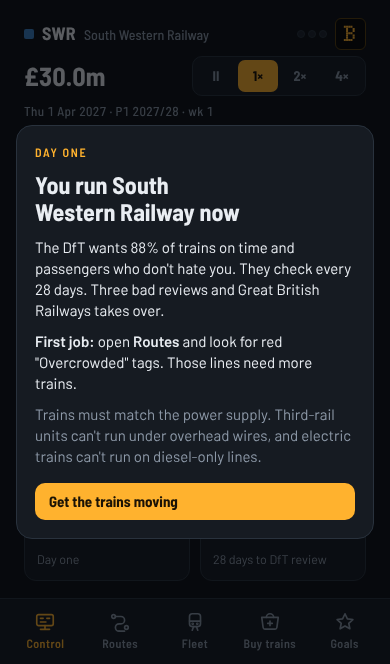 SWR South Western Railway
B
£30.0m
1× 2× 4×
Thu 1 Apr 2027 · P1 2027/28 · wk 1
DAY ONE
You run South
Western Railway now
The DfT wants 88% of trains on time and
passengers who don't hate you. They check every
28 days. Three bad reviews and Great British
Railways takes over.
First job: open Routes and look for red
"Overcrowded" tags. Those lines need more
trains.
Trains must match the power supply. Third-rail
units can't run under overhead wires, and electric
trains can't run on diesel-only lines.
Get the trains moving
Day one
28 days to DfT review
Control Routes Fleet Buy trains Goals